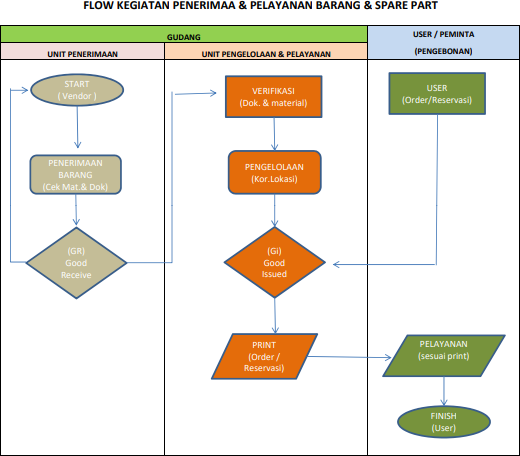 FLOW KEGIATAN PENERIMAA & PELAYANAN BARANG & SPARE PART
GUDANG
USER / PEMINTA
(PENGEBONAN)
UNIT PENERIMAAN
UNIT PENGELOLAAN & PELAYANAN
START
( Vendor )
PENERIMAAN
BARANG
(Cek Mat.& Dok)
(GR)
Good
Receive
VERIFIKASI
(Dok. & material)
PENGELOLAAN
(Kor.Lokasi)
(Gi)
Good
Issued
PRINT
(Order /
Reservasi)
USER
(Order/Reservasi)
PELAYANAN
(sesuai print)
FINISH
(User)